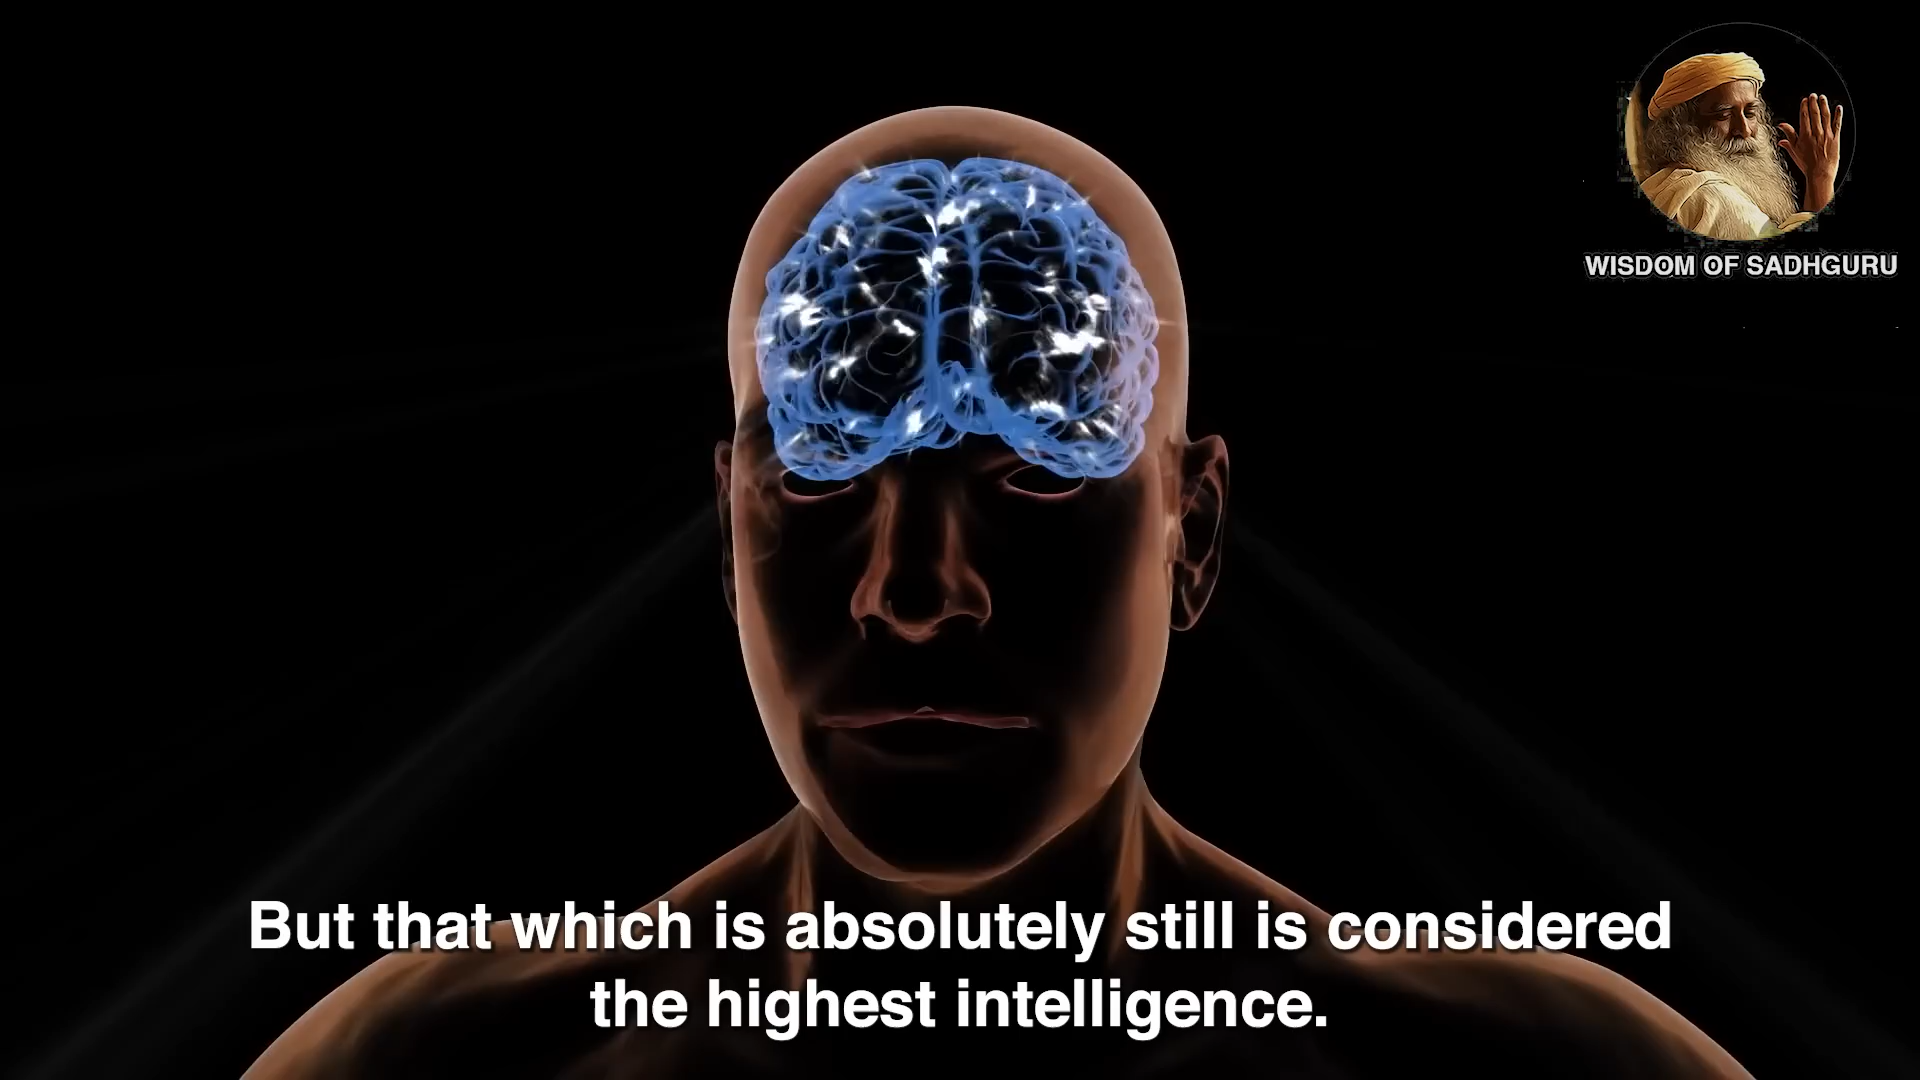 WISDOM OF SADHGURU
But that which is absolutely still is considered
the highest intelligence.